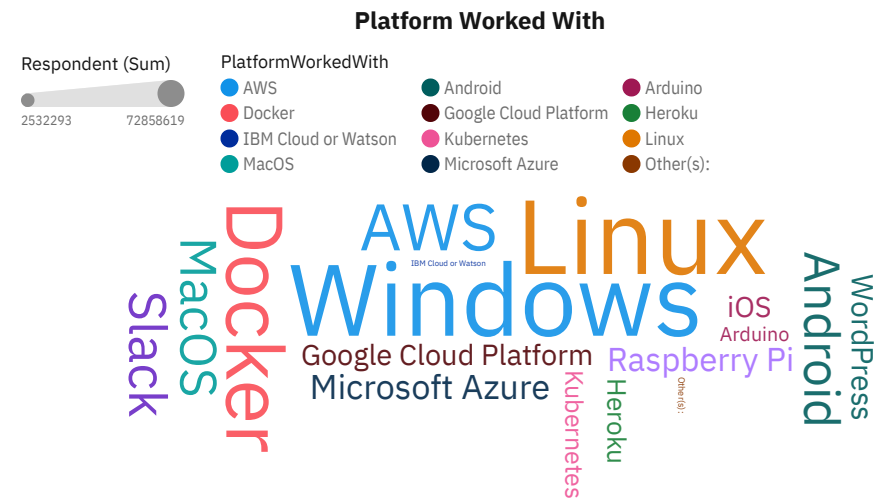 Platform Worked With
Respondent (Sum)
2532293 72858619
PlatformWorkedWith
AWS Android Arduino
Docker Google Cloud Platform Heroku
IBM Cloud or Watson Kubernetes Linux
MacOS Microsoft Azure Other(s):
AWS
Linux
IBM Cloud or Watson
Windows
Docker
MacOS
Slack
Google Cloud Platform
Microsoft Azure
iOS
Arduino
Raspberry Pi
Kubernetes
Heroku
Other(s):
Android
WordPress